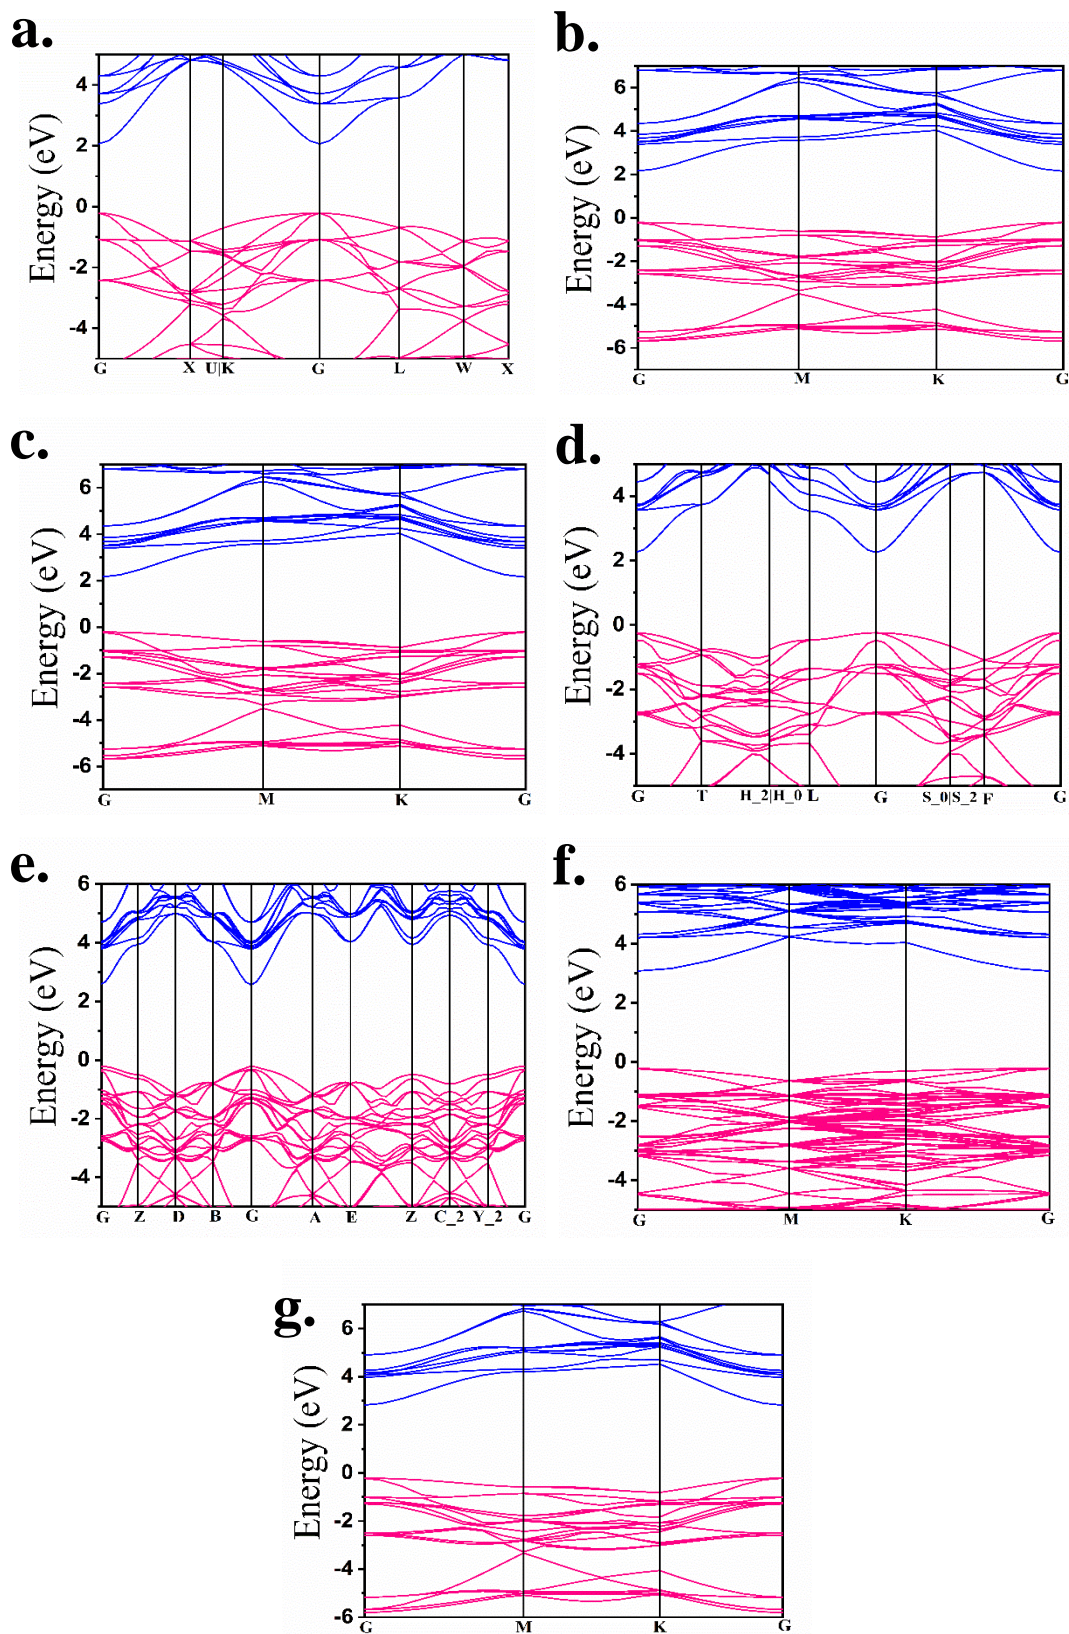 a.
Energy (eV)
4
2
0
-2
-4
G X U|K G L W X
b.
Energy (eV)
6
4
2
0
-2
-4
-6
G M K G
c.
Energy (eV)
6
4
2
0
-2
-4
-6
G M K G
d.
Energy (eV)
4
2
0
-2
-4
G T H_2|H_0 L G S_0|S_2 F G
e.
Energy (eV)
6
4
2
0
-2
-4
G Z D B G A E Z C_2 Y_2 G
f.
Energy (eV)
6
4
2
0
-2
-4
G M K G
g.
Energy (eV)
6
4
2
0
-2
-4
-6
G M K G